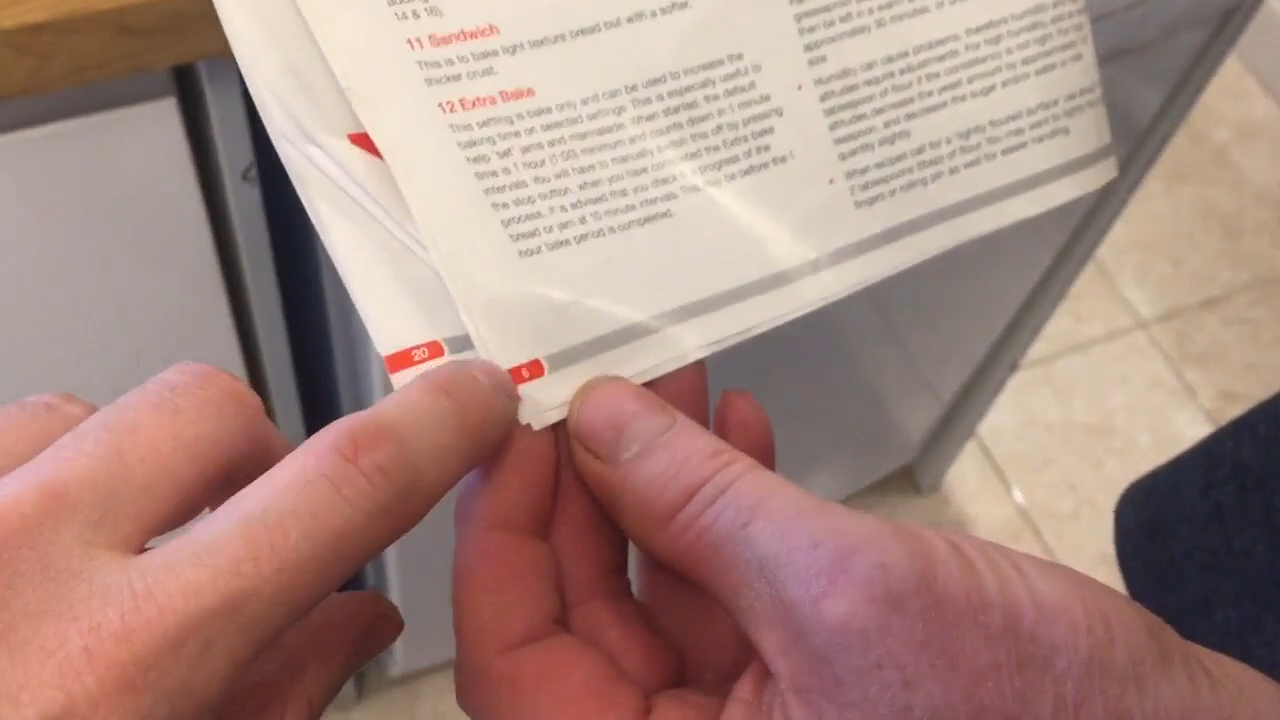 14 & 16).
11 Sandwich
This is to bake light texture bread but with a softer,
thicker crust.
12 Extra Bake
This setting is bake only and can be used to increase the
baking time on selected settings. This is especially useful to
help 'set' jams and marmalade. When started, the default
time is 1 hour (1:00) minimum and counts down in 1 minute
intervals. You will have to manually switch this off by pressing
the stop button, when you have completed the Extra bake
process. It is advised that you check the progress of the
bread or jam at 10 minute intervals. This be before the 1
hour bake period is completed.
then be left in a warm
approximately 30 minutes, or
size.
Humidity can cause problems, therefore humidity and
altitudes require adjustments. For high humidity, add
tablespoon of flour if the consistency is not right. For high
altitudes, decrease the yeast amount by approximately
teaspoon, and decrease the sugar and/or water or milk
quantity slightly.
When recipes call for a 'lightly floured surface' use
2 tablespoons (tbsp) of flour. You may want to lightly
fingers or rolling pin as well for easier handling.
20
6